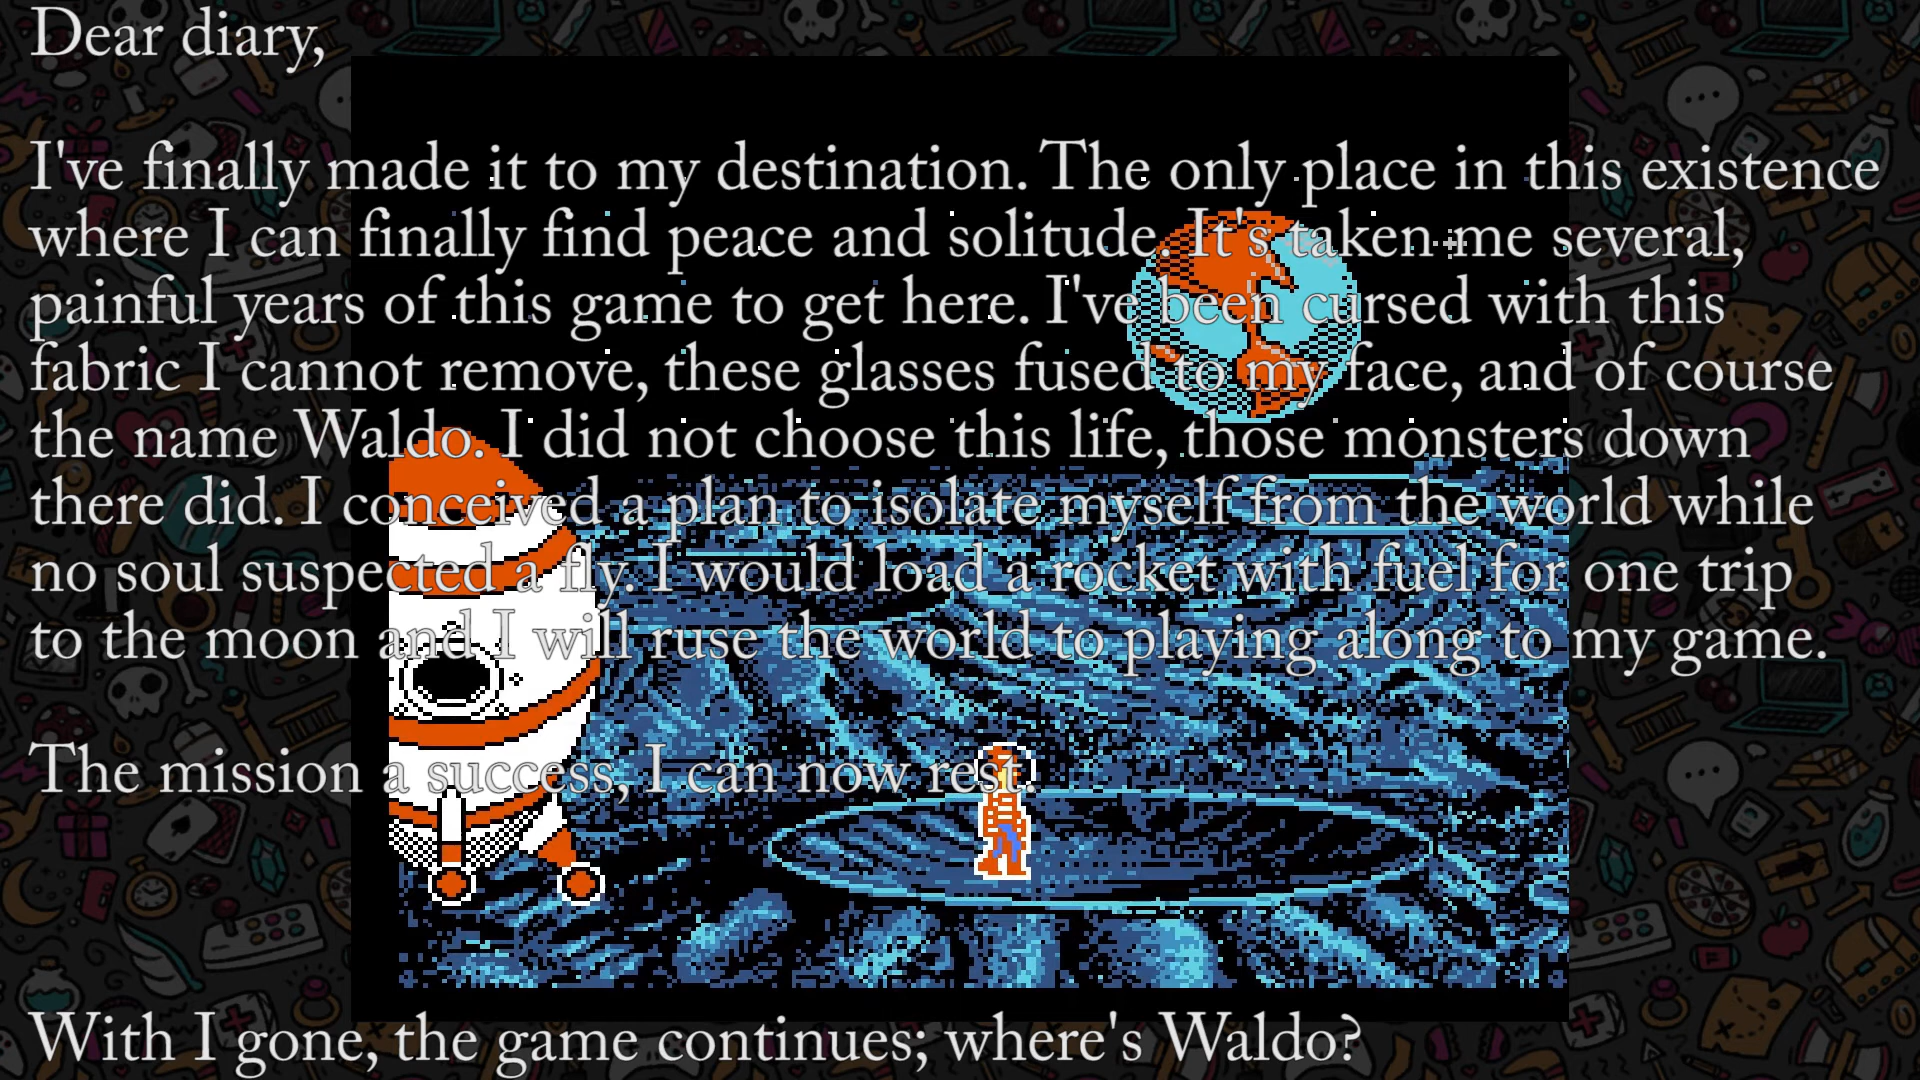 Dear diary,
I've finally made it to my destination. The only place in this existence
where I can finally find peace and solitude. It's taken me several,
painful years of this game to get here. I've been cursed with this
fabric I cannot remove, these glasses fused to my face, and of course
the name Waldo. I did not choose this life, those monsters down
there did. I conceived a plan to isolate myself from the world while
no soul suspected a fly. I would load a rocket with fuel for one trip
to the moon and I will ruse the world to playing along to my game.
The mission a success, I can now rest.
With I gone, the game continues; where's Waldo?